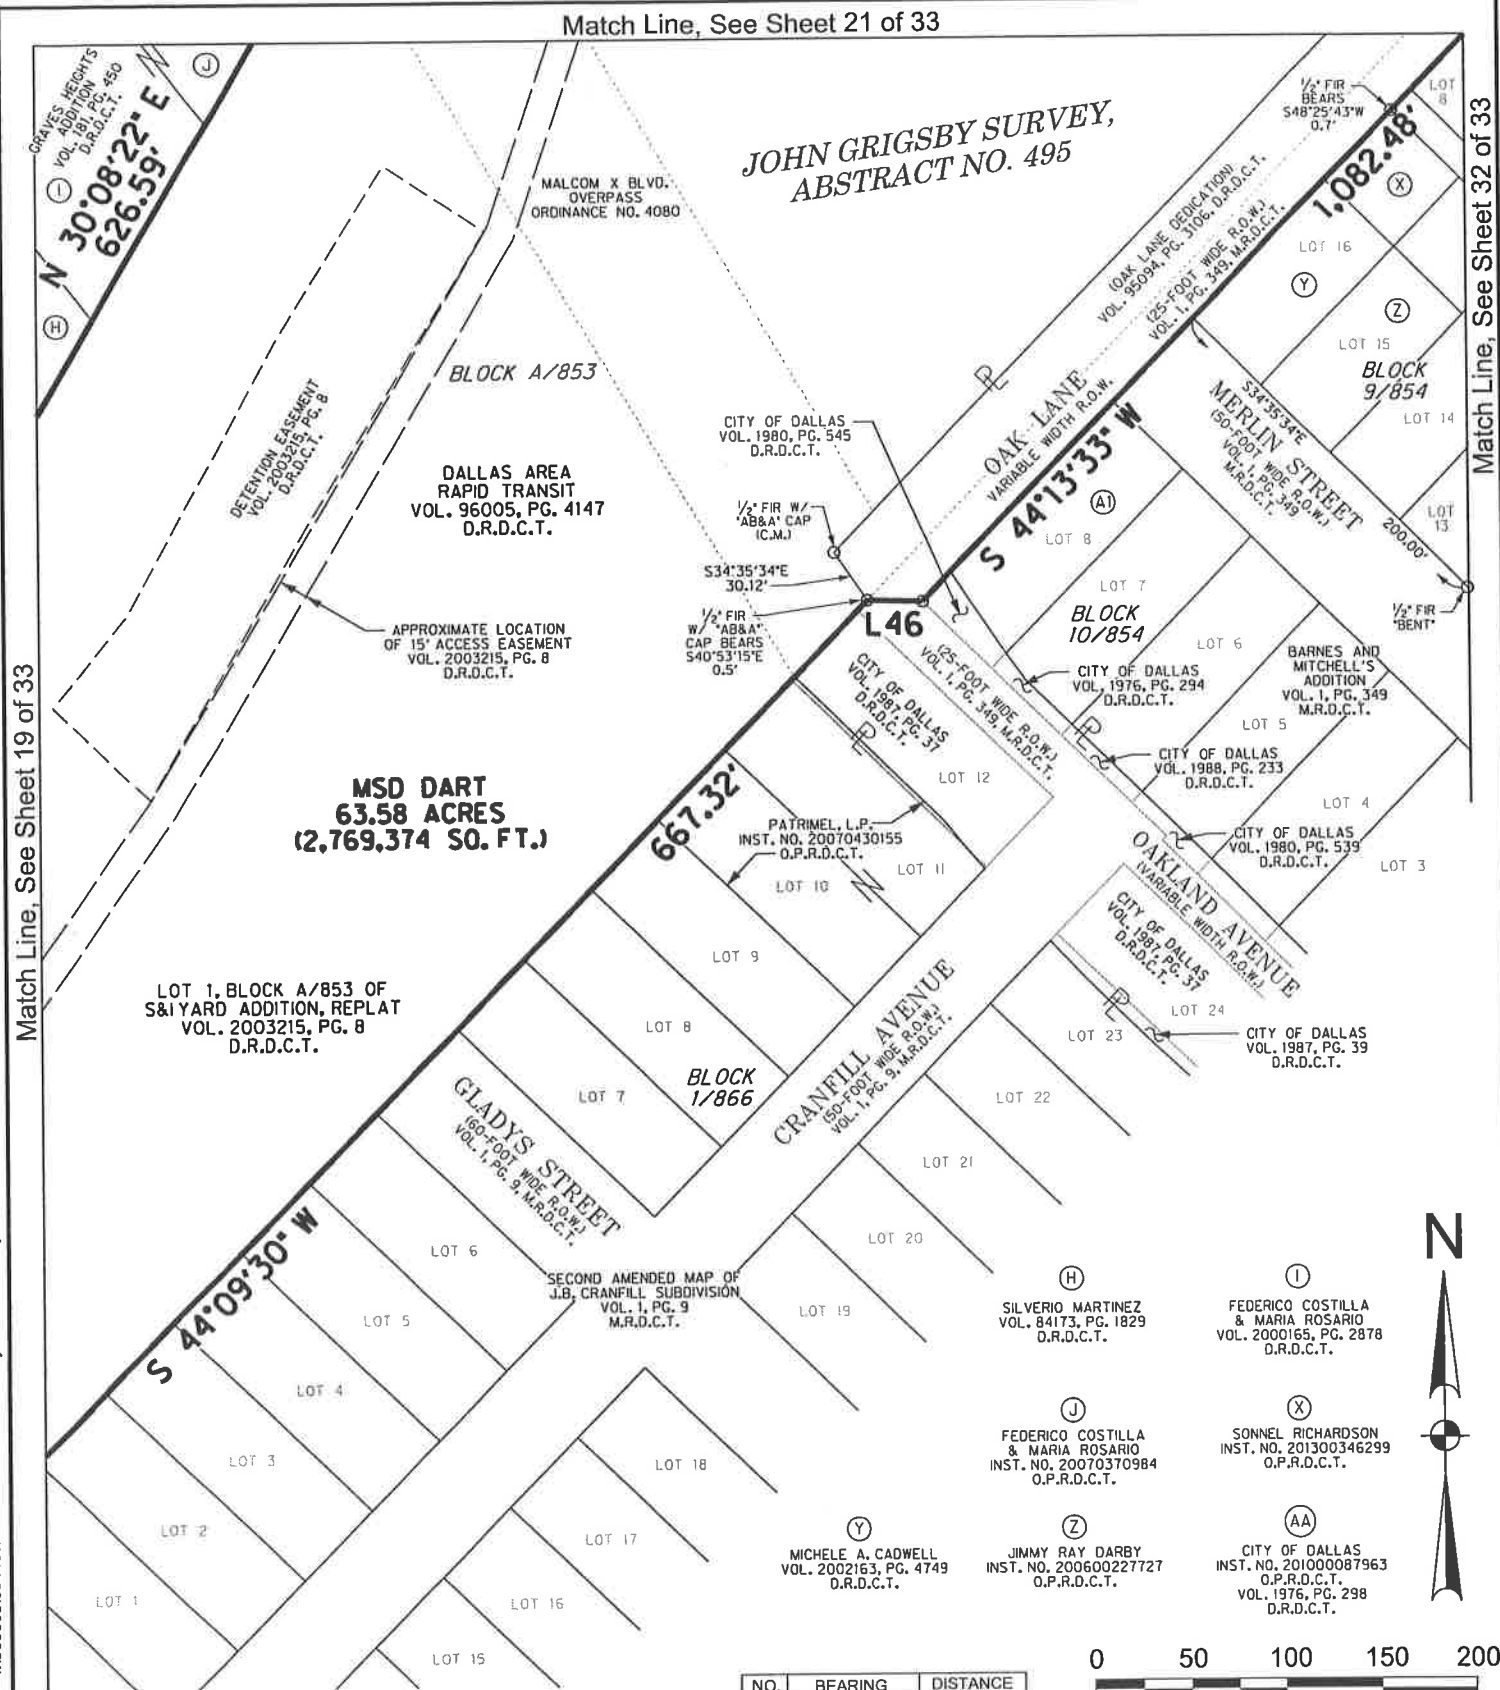 Match Line, See Sheet 21 of 33
GRAVES HEIGHTS
ADDITION
VOL. 181, PG. 450
D.R.D.C.T.
J
I
H
N 30°08'22" E
626.59'
MALCOM X BLVD.
OVERPASS
ORDINANCE NO. 4080
JOHN GRIGSBY SURVEY,
ABSTRACT NO. 495
1/2" FIR
BEARS
S48°25'43"W
0.7'
LOT
8
1,082.48'
X
(OAK LANE DEDICATION)
VOL. 95094, PG. 3106, D.R.D.C.T.
(25-FOOT WIDE R.O.W.)
VOL. 1, PG. 349, M.R.D.C.T.
LOT 16
Y
Z
LOT 15
BLOCK
9/854
LOT 14
Match Line, See Sheet 32 of 33
BLOCK A/853
DETENTION EASEMENT
VOL. 2003215, PG. 8
D.R.D.C.T.
PL
OAK LANE
VARIABLE WIDTH R.O.W.
S34°35'34"E
MERLIN STREET
(50-FOOT WIDE R.O.W.)
VOL. 1, PG. 349
M.R.D.C.T.
200.00'
LOT
13
CITY OF DALLAS
VOL. 1980, PG. 545
D.R.D.C.T.
S 44°13'33" W
DALLAS AREA
RAPID TRANSIT
VOL. 96005, PG. 4147
D.R.D.C.T.
1/2" FIR W/
"AB&A" CAP
(C.M.)
A1
LOT 8
LOT 7
S34°35'34"E
30.12'
1/2" FIR
W/ "AB&A"
CAP BEARS
S40°53'15"E
0.5'
L46
BLOCK
10/854
1/2" FIR
"BENT"
APPROXIMATE LOCATION
OF 15' ACCESS EASEMENT
VOL. 2003215, PG. 8
D.R.D.C.T.
LOT 6
BARNES AND
MITCHELL'S
ADDITION
VOL. 1, PG. 349
M.R.D.C.T.
CITY OF DALLAS
VOL. 1987, PG. 37
D.R.D.C.T.
PL
(25-FOOT WIDE R.O.W.)
VOL. 1, PG. 349, M.R.D.C.T.
CITY OF DALLAS
VOL. 1976, PG. 294
D.R.D.C.T.
LOT 5
PL
CITY OF DALLAS
VOL. 1988, PG. 233
D.R.D.C.T.
Match Line, See Sheet 19 of 33
MSD DART
63.58 ACRES
(2,769,374 SQ. FT.)
667.32'
LOT 12
LOT 4
PATRIMEL, L.P.
INST. NO. 20070430155
O.P.R.D.C.T.
CITY OF DALLAS
VOL. 1980, PG. 539
D.R.D.C.T.
LOT 3
LOT 11
LOT 10
OAKLAND AVENUE
(VARIABLE WIDTH R.O.W.)
CITY OF DALLAS
VOL. 1987, PG. 37
D.R.D.C.T.
PL
LOT 9
LOT 1, BLOCK A/853 OF
S&I YARD ADDITION, REPLAT
VOL. 2003215, PG. 8
D.R.D.C.T.
LOT 8
CRANFILL AVENUE
(50-FOOT WIDE R.O.W.)
VOL. 1, PG. 9, M.R.D.C.T.
LOT 24
LOT 23
CITY OF DALLAS
VOL. 1987, PG. 39
D.R.D.C.T.
LOT 7
BLOCK
1/866
LOT 22
GLADYS STREET
(60-FOOT WIDE R.O.W.)
VOL. 1, PG. 9, M.R.D.C.T.
LOT 21
S 44°09'30" W
LOT 6
LOT 20
SECOND AMENDED MAP OF
J.B. CRANFILL SUBDIVISION
VOL. 1, PG. 9
M.R.D.C.T.
LOT 5
LOT 19
LOT 4
LOT 3
LOT 18
LOT 2
LOT 17
LOT 1
LOT 16
LOT 15
N
H
SILVERIO MARTINEZ
VOL. 84173, PG. 1829
D.R.D.C.T.
I
FEDERICO COSTILLA
& MARIA ROSARIO
VOL. 2000165, PG. 2878
D.R.D.C.T.
J
FEDERICO COSTILLA
& MARIA ROSARIO
INST. NO. 20070370984
O.P.R.D.C.T.
X
SONNEL RICHARDSON
INST. NO. 201300346299
O.P.R.D.C.T.
Y
MICHELE A. CADWELL
VOL. 2002163, PG. 4749
D.R.D.C.T.
Z
JIMMY RAY DARBY
INST. NO. 200600227727
O.P.R.D.C.T.
AA
CITY OF DALLAS
INST. NO. 201000087963
O.P.R.D.C.T.
VOL. 1976, PG. 298
D.R.D.C.T.
0 50 100 150 200
NO. BEARING DISTANCE